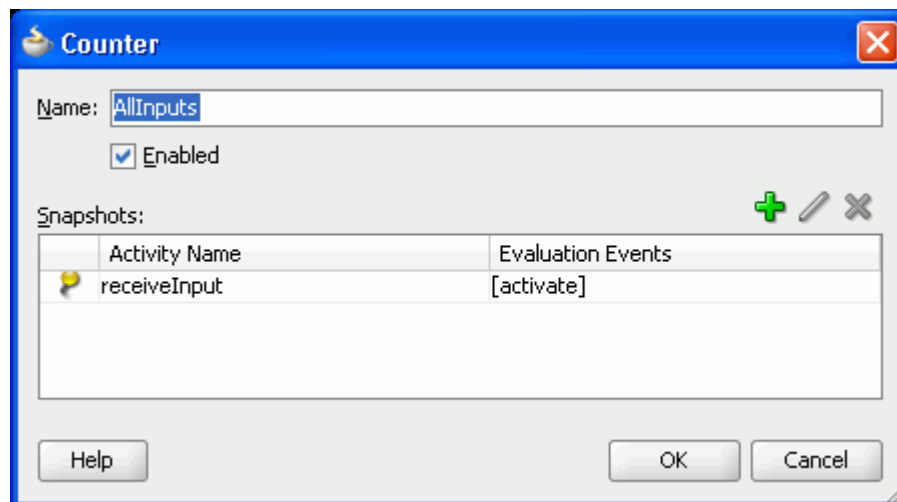 Counter
Name: AllInputs
Enabled
Snapshots:
Activity Name Evaluation Events
receiveInput [activate]
Help OK Cancel